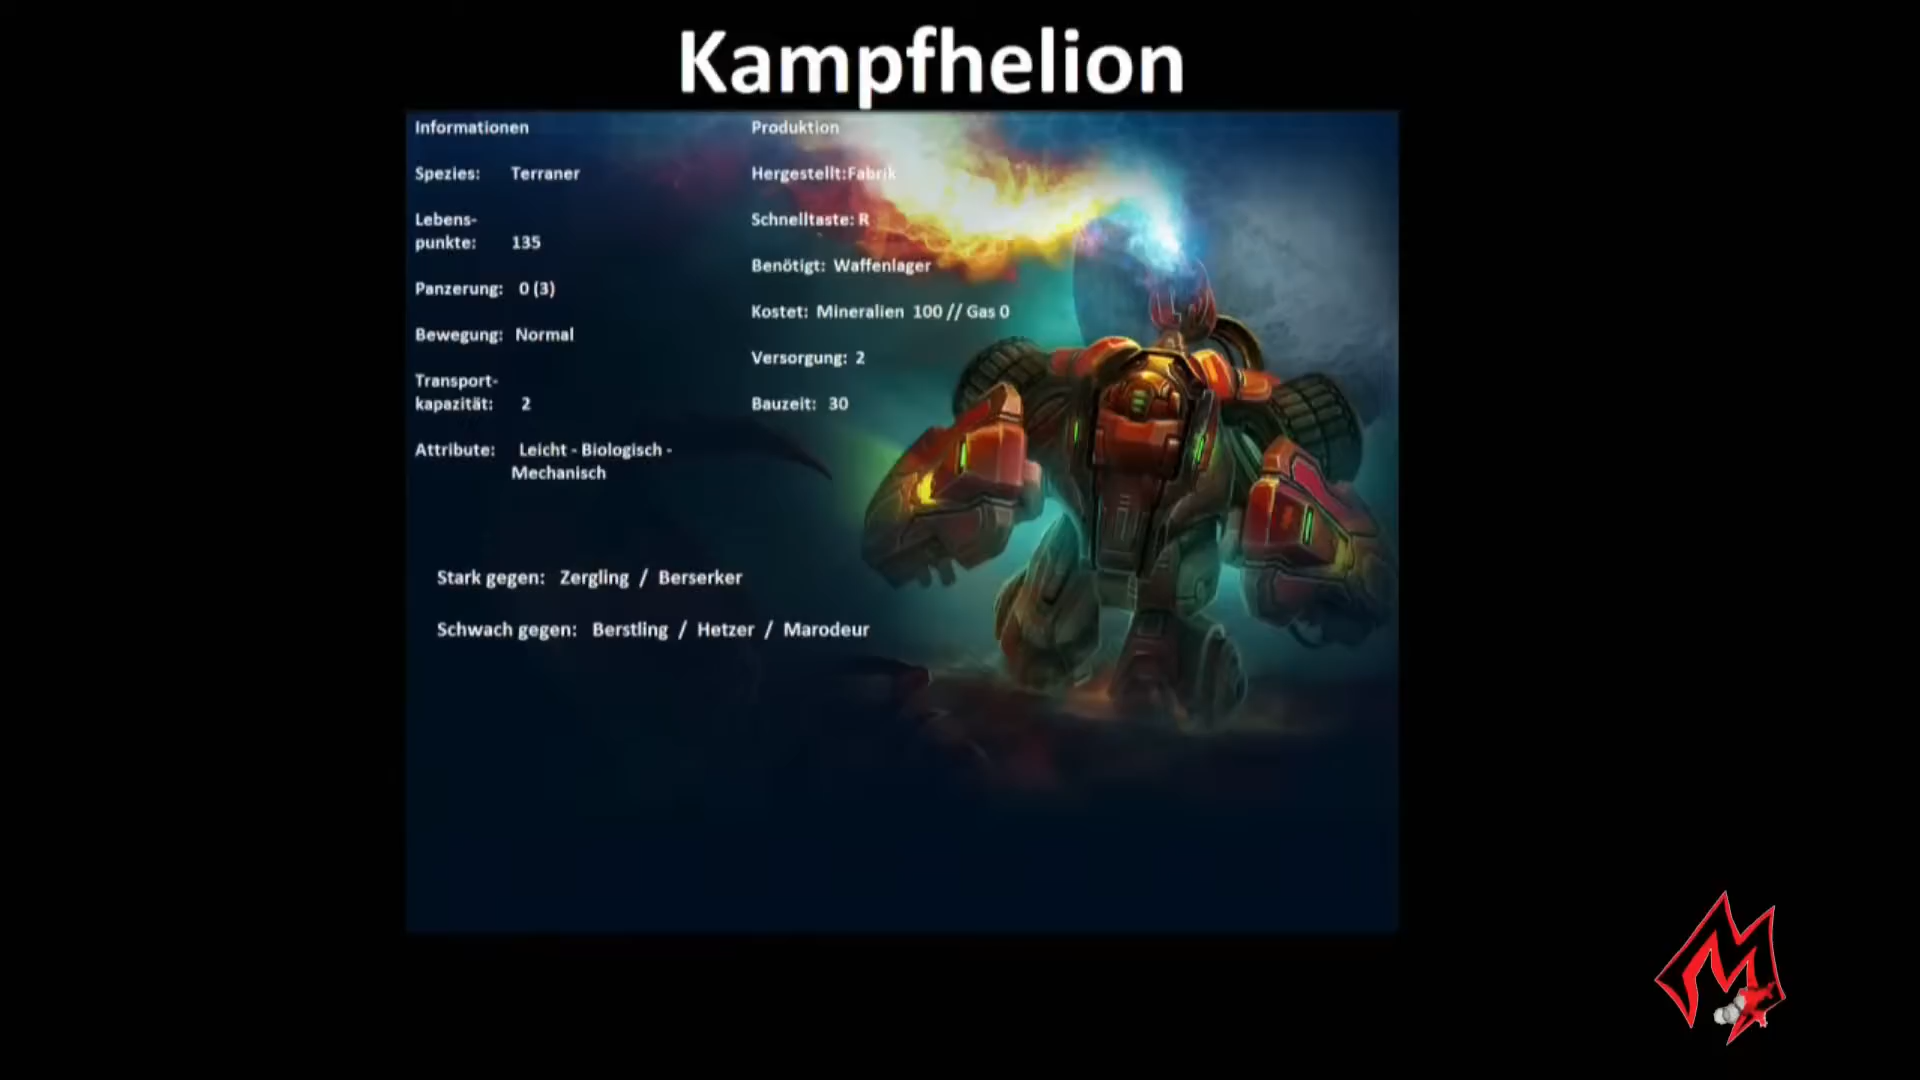 Kampfhelion
Informationen
Spezies: Terraner
Lebens-
punkte: 135
Panzerung: 0 (3)
Bewegung: Normal
Transport-
kapazität: 2
Attribute: Leicht - Biologisch -
Mechanisch
Produktion
Hergestellt:Fabrik
Schnelltaste: R
Benötigt: Waffenlager
Kostet: Mineralien 100 // Gas 0
Versorgung: 2
Bauzeit: 30
Stark gegen: Zergling / Berserker
Schwach gegen: Berstling / Hetzer / Marodeur
M